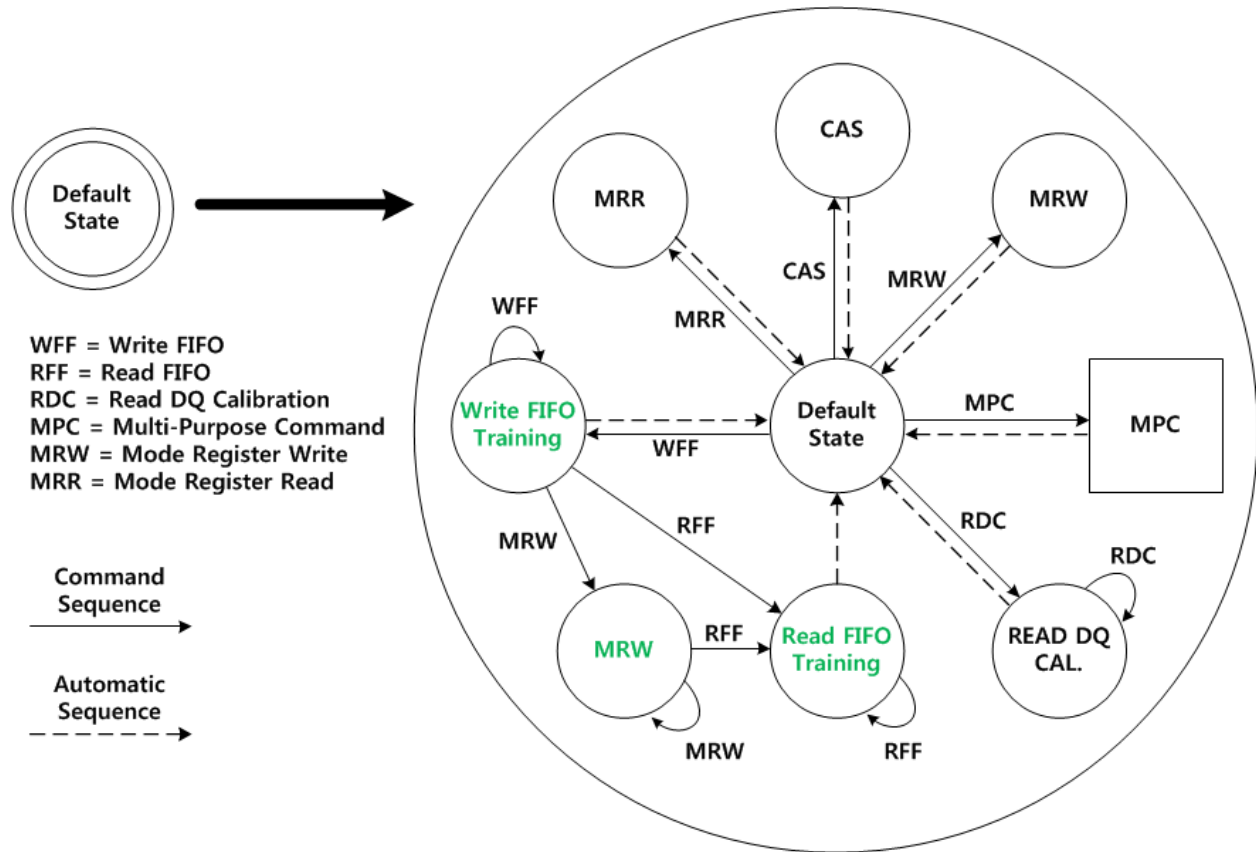 Default
State
WFF = Write FIFO
RFF = Read FIFO
RDC = Read DQ Calibration
MPC = Multi-Purpose Command
MRW = Mode Register Write
MRR = Mode Register Read
Command
Sequence
Automatic
Sequence
CAS
MRR
MRW
CAS
MRW
MRR
WFF
Write FIFO
Training
Default
State
MPC
MPC
WFF
RFF
RDC
MRW
RDC
MRW
RFF
Read FIFO
Training
READ DQ
CAL.
MRW
RFF